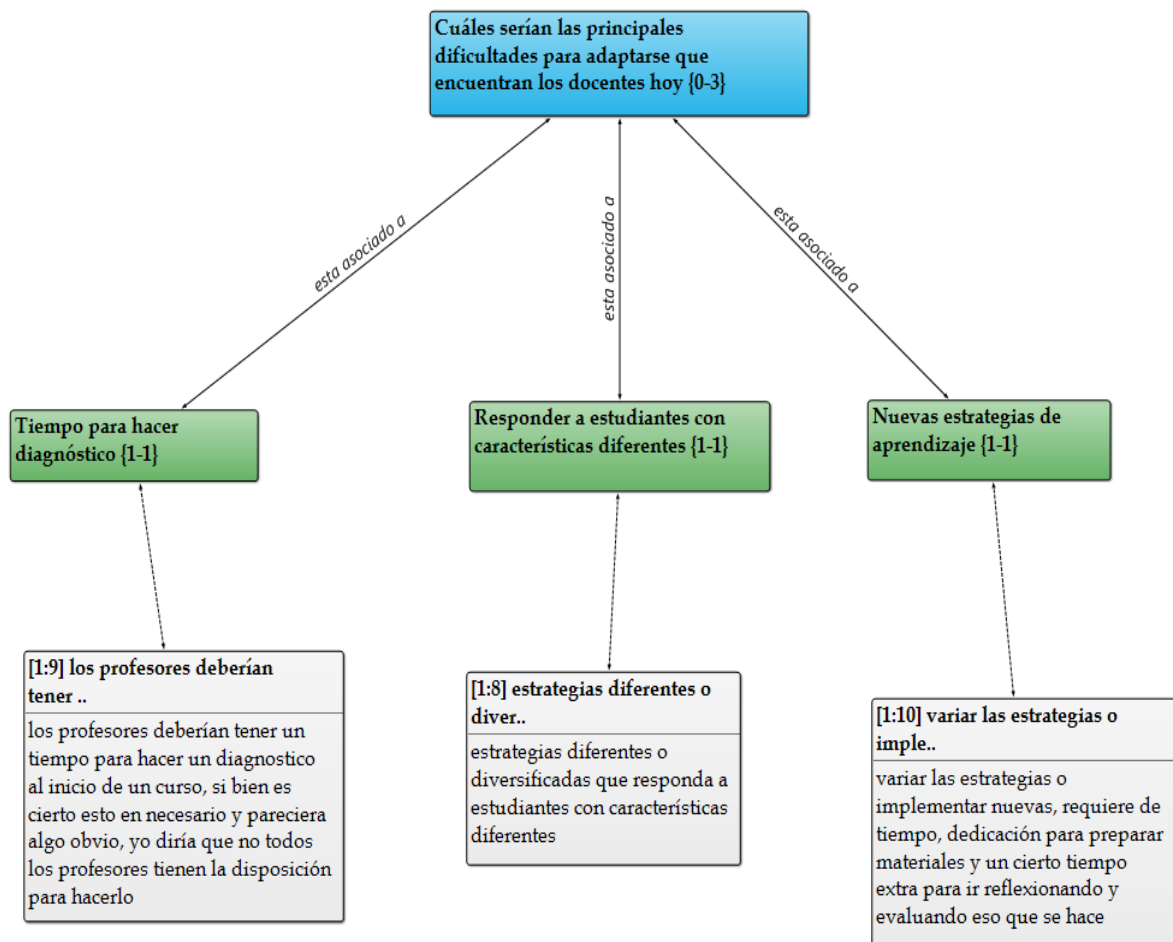 Cuáles serían las principales
dificultades para adaptarse que
encuentran los docentes hoy {0-3}
esta asociado a
esta asociado a
esta asociado a
Tiempo para hacer
diagnóstico {1-1}
Responder a estudiantes con
características diferentes {1-1}
Nuevas estrategias de
aprendizaje {1-1}
[1:9] los profesores deberían
tener ..
los profesores deberían tener un
tiempo para hacer un diagnostico
al inicio de un curso, si bien es
cierto esto en necesario y pareciera
algo obvio, yo diría que no todos
los profesores tienen la disposición
para hacerlo
[1:8] estrategias diferentes o
diver..
estrategias diferentes o
diversificadas que responda a
estudiantes con características
diferentes
[1:10] variar las estrategias o
imple..
variar las estrategias o
implementar nuevas, requiere de
tiempo, dedicación para preparar
materiales y un cierto tiempo
extra para ir reflexionando y
evaluando eso que se hace